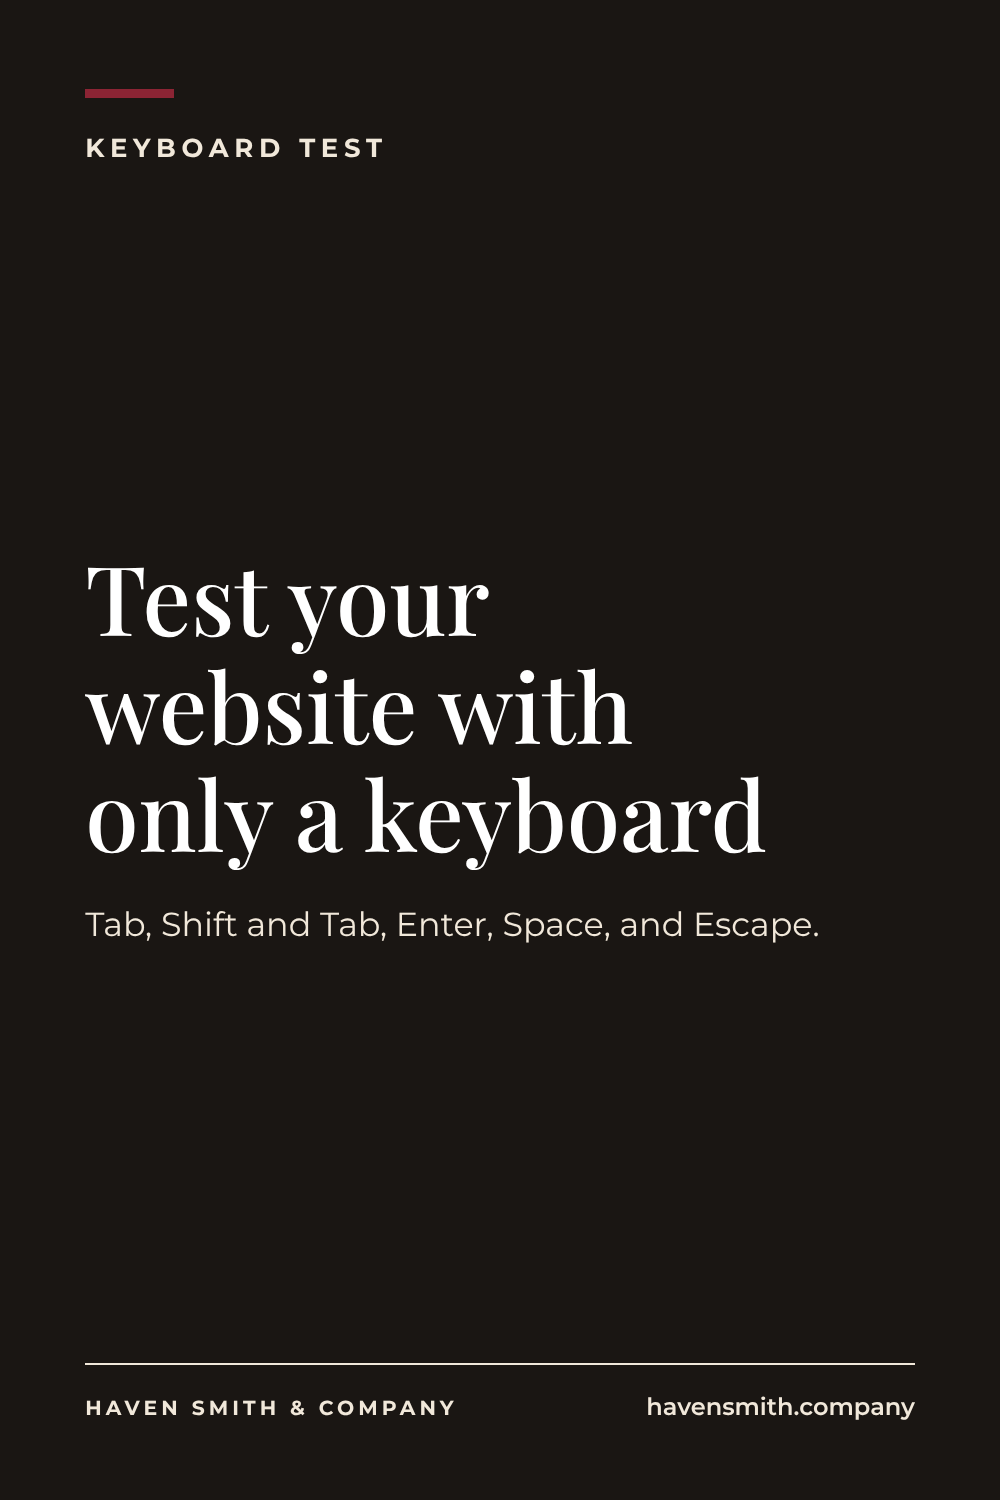 KEYBOARD TEST
Test your
website with
only a keyboard
Tab, Shift and Tab, Enter, Space, and Escape.
HAVEN SMITH & COMPANY
havensmith.company